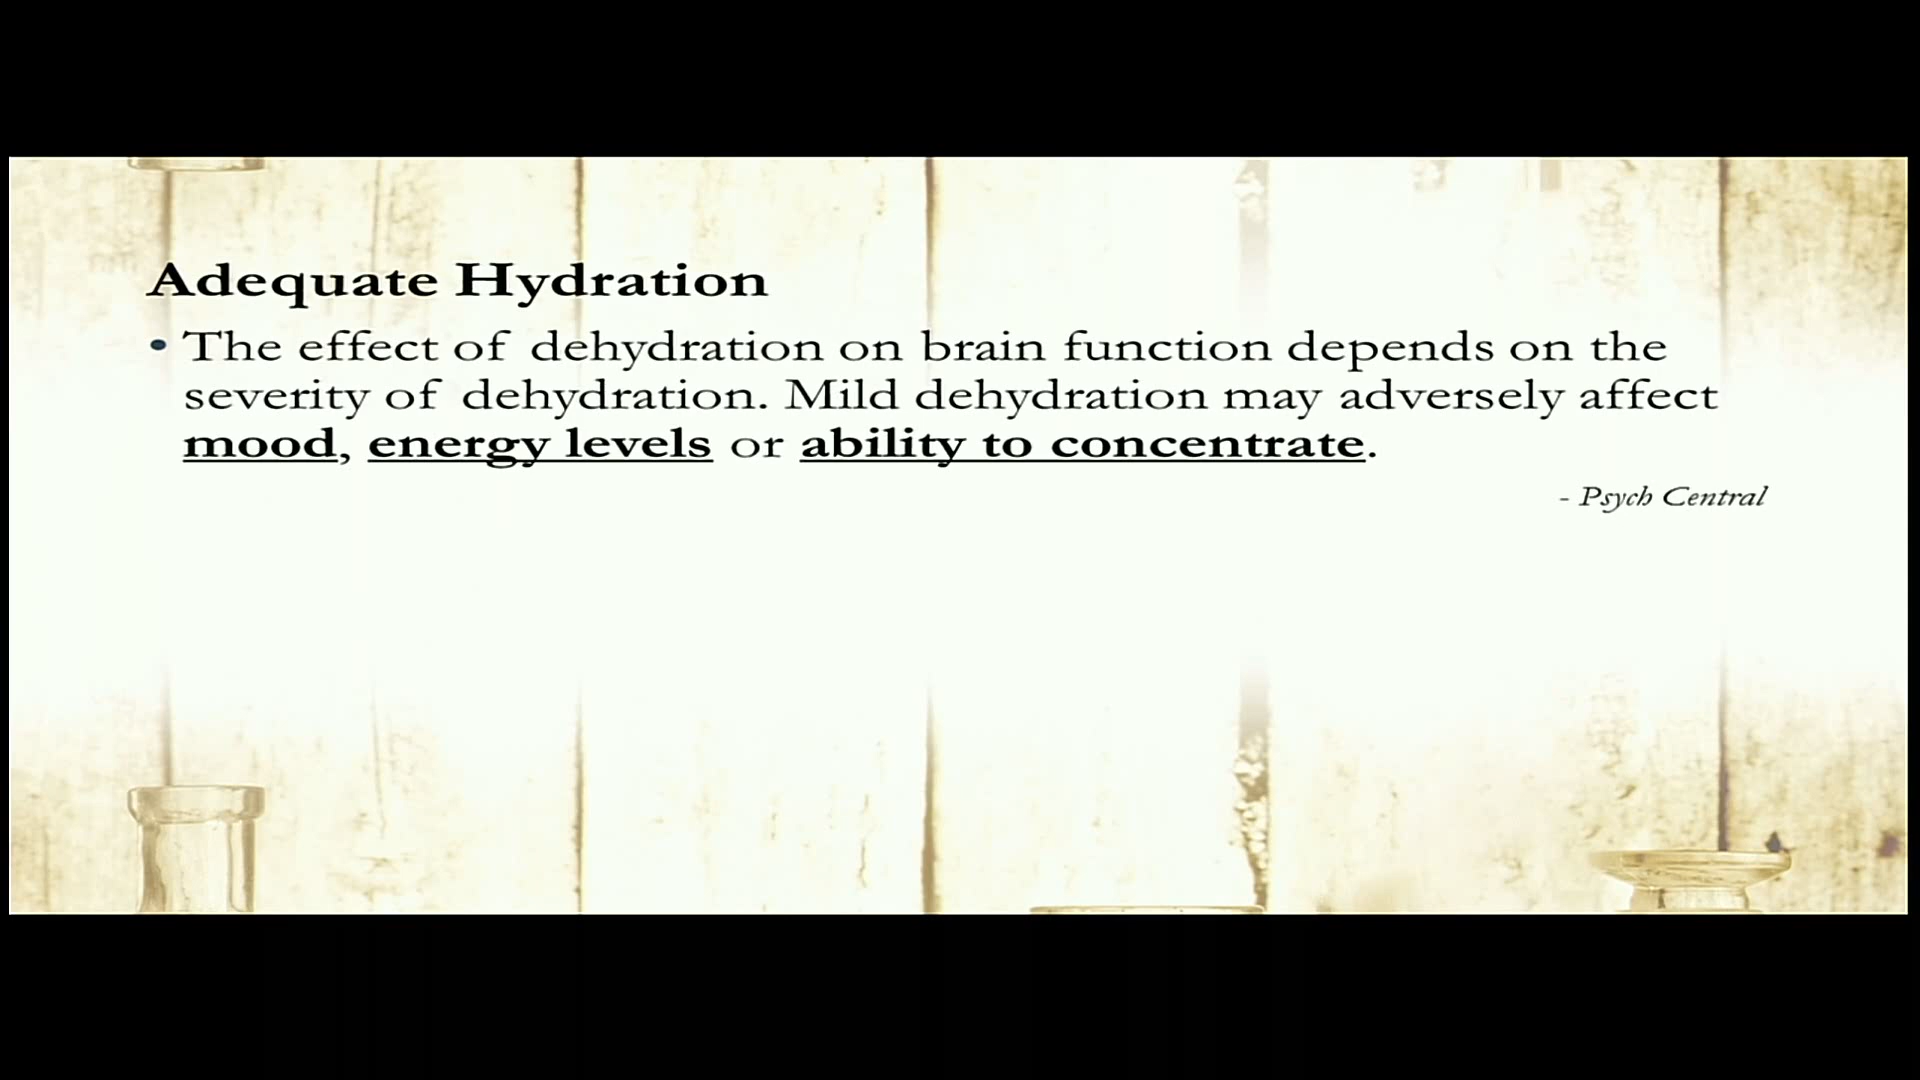 Adequate Hydration
• The effect of dehydration on brain function depends on the
severity of dehydration. Mild dehydration may adversely affect
mood, energy levels or ability to concentrate.
- Psych Central